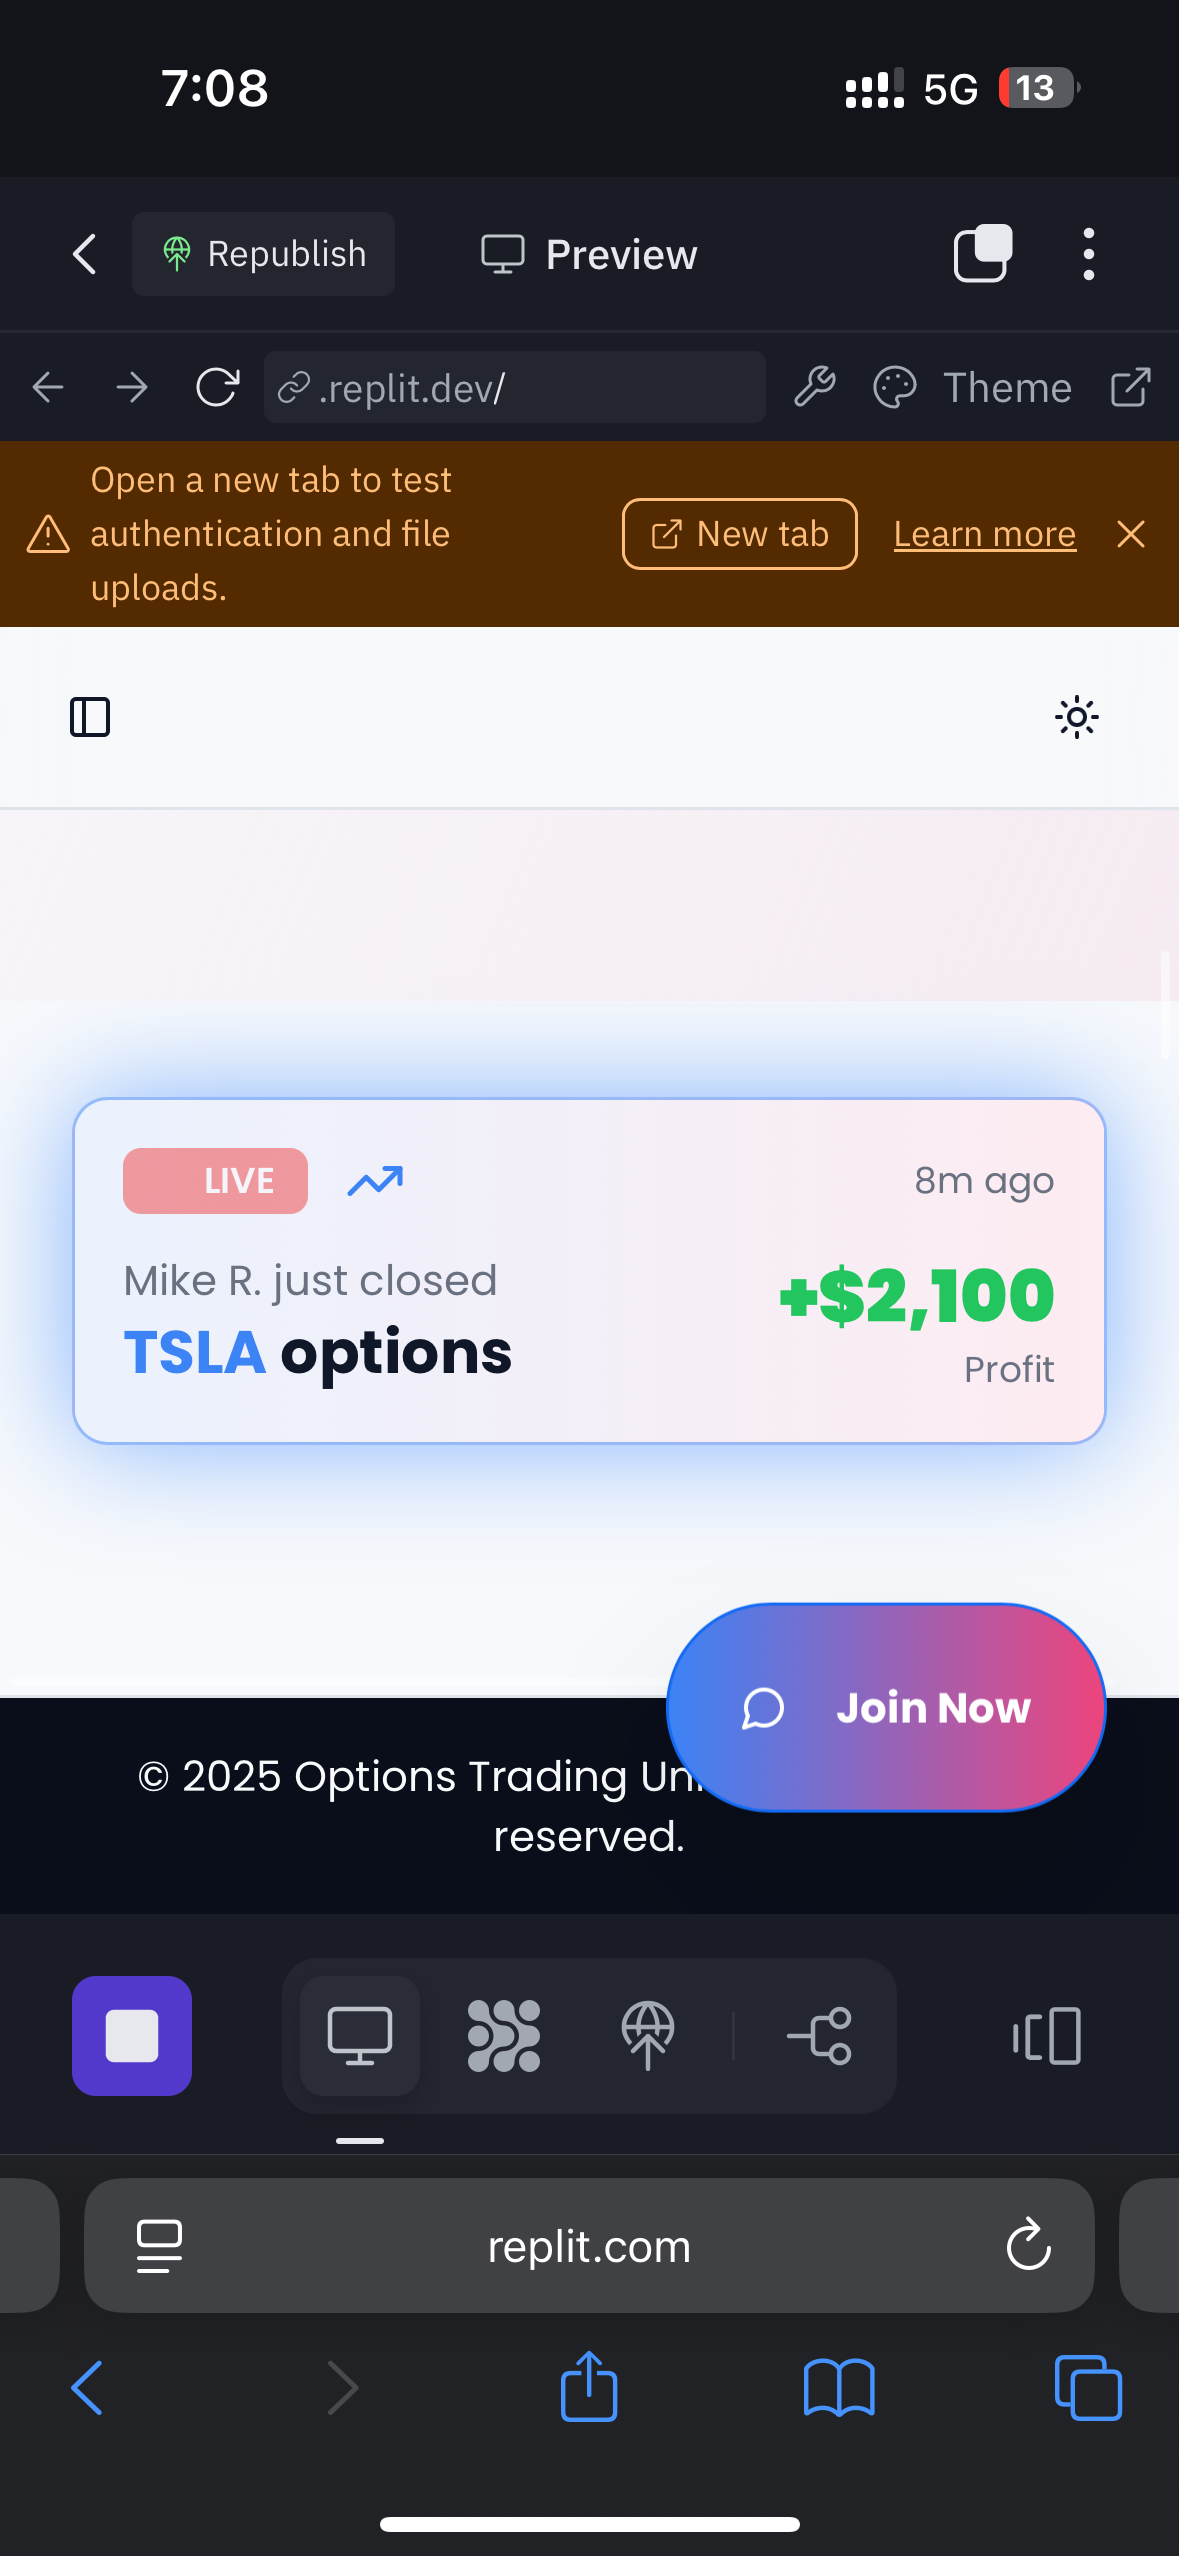 7:08
5G
13
Republish
Preview
.replit.dev/
Theme
Open a new tab to test
authentication and file
uploads.
New tab
Learn more
LIVE
8m ago
Mike R. just closed
+$2,100
TSLA options
Profit
Join Now
© 2025 Options Trading
reserved.
replit.com